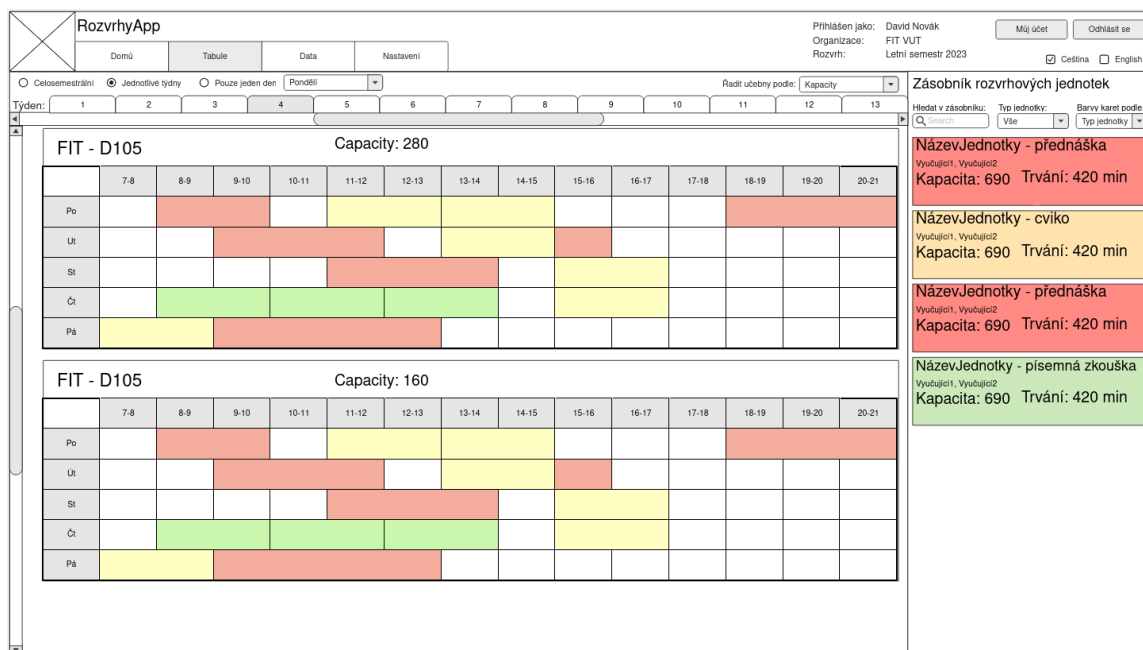 RozvrhyApp
Domů Tabule Data Nastavení
Přihlášen jako: David Novák
Organizace: FIT VUT
Rozvrh: Letní semestr 2023
Můj účet Odhlásit se
Ceština English
Celosemestrální Jednotlivé týdny Pouze jeden den Pondělí
Řadit učebny podle: Kapacity
Týden: 1 2 3 4 5 6 7 8 9 10 11 12 13
FIT - D105 Capacity: 280
7-8 8-9 9-10 10-11 11-12 12-13 13-14 14-15 15-16 16-17 17-18 18-19 19-20 20-21
Po
Ut
St
Čt
Pá
FIT - D105 Capacity: 160
7-8 8-9 9-10 10-11 11-12 12-13 13-14 14-15 15-16 16-17 17-18 18-19 19-20 20-21
Po
Út
St
Čt
Pá
Zásobník rozvrhových jednotek
Hledat v zásobníku: Typ jednotky: Barvy karet podle:
Search Vše Typ jednotky
NázevJednotky - přednáška
Vyučující1, Vyučující2
Kapacita: 690 Trvání: 420 min
NázevJednotky - cviko
Vyučující1, Vyučující2
Kapacita: 690 Trvání: 420 min
NázevJednotky - přednáška
Vyučující1, Vyučující2
Kapacita: 690 Trvání: 420 min
NázevJednotky - písemná zkouška
Vyučující1, Vyučující2
Kapacita: 690 Trvání: 420 min